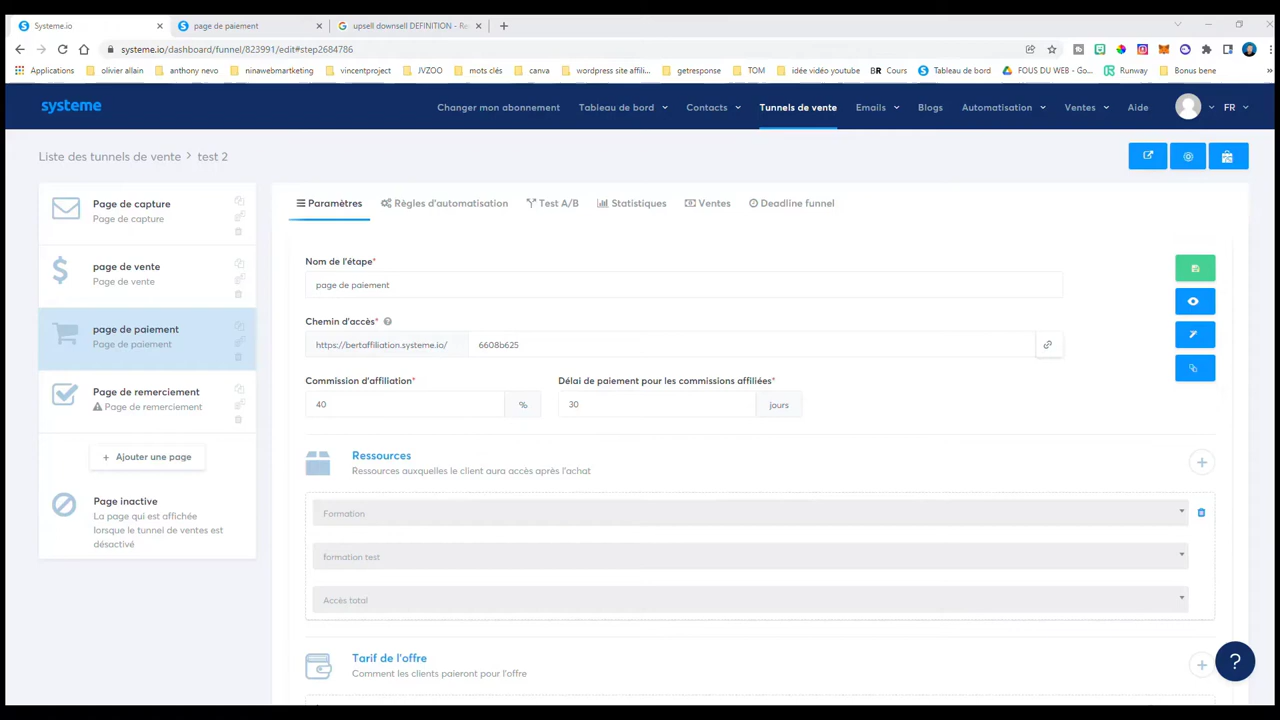 Systeme.io
page de paiement
upsell downsell DEFINITION - Re
systeme.io/dashboard/funnel/823991/edit#step2684786
Applications
olivier allain
anthony nevo
ninawebmarketing
vincentproject
JVZOO
mots clés
canva
wordpress site affili...
getresponse
TOM
idée vidéo youtube
BR Cours
Tableau de bord
FOUS DU WEB - Go...
Runway
Bonus bene
»
systeme
Changer mon abonnement
Tableau de bord
Contacts
Tunnels de vente
Emails
Blogs
Automatisation
Ventes
Aide
FR
Liste des tunnels de vente > test 2
Page de capture
Page de capture
page de vente
Page de vente
page de paiement
Page de paiement
Page de remerciement
Page de remerciement
+ Ajouter une page
Page inactive
La page qui est affichée
lorsque le tunnel de ventes est
désactivé
Paramètres
Règles d'automatisation
Test A/B
Statistiques
Ventes
Deadline funnel
Nom de l'étape*
page de paiement
Chemin d'accès*
https://bertaffiliation.systeme.io/
6608b625
Commission d'affiliation*
40
%
Délai de paiement pour les commissions affiliées*
30
jours
Ressources
Ressources auxquelles le client aura accès après l'achat
Formation
formation test
Accès total
Tarif de l'offre
Comment les clients paieront pour l'offre
?